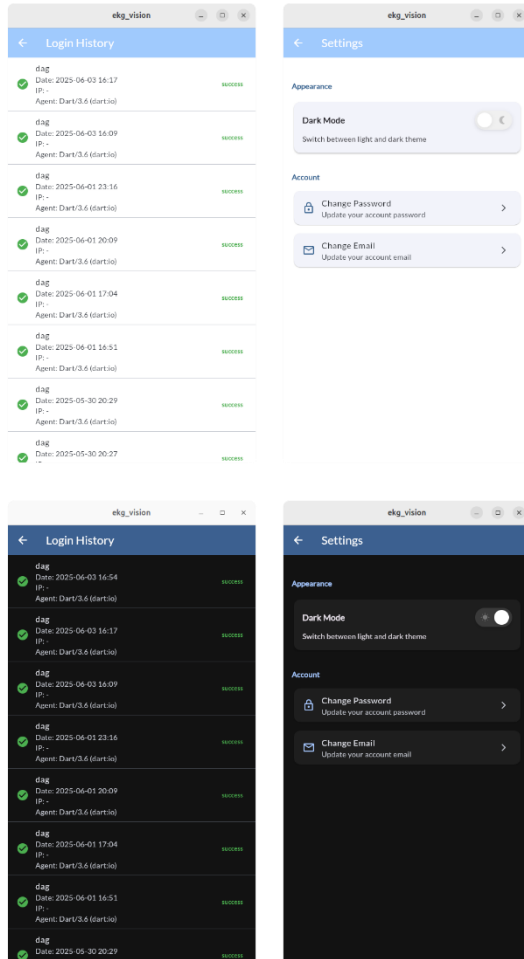 ekg_vision
Login History
dag
Date: 2025-06-03 16:17
IP: -
Agent: Dart/3.6 (dart:io)
success
dag
Date: 2025-06-03 16:09
IP: -
Agent: Dart/3.6 (dart:io)
success
dag
Date: 2025-06-01 23:16
IP: -
Agent: Dart/3.6 (dart:io)
success
dag
Date: 2025-06-01 20:09
IP: -
Agent: Dart/3.6 (dart:io)
success
dag
Date: 2025-06-01 17:04
IP: -
Agent: Dart/3.6 (dart:io)
success
dag
Date: 2025-06-01 16:51
IP: -
Agent: Dart/3.6 (dart:io)
success
dag
Date: 2025-05-30 20:29
IP: -
Agent: Dart/3.6 (dart:io)
success
dag
Date: 2025-05-30 20:27
success
ekg_vision
Settings
Appearance
Dark Mode
Switch between light and dark theme
Account
Change Password
Update your account password
Change Email
Update your account email
ekg_vision
Login History
dag
Date: 2025-06-03 16:54
IP: -
Agent: Dart/3.6 (dart:io)
success
dag
Date: 2025-06-03 16:17
IP: -
Agent: Dart/3.6 (dart:io)
success
dag
Date: 2025-06-03 16:09
IP: -
Agent: Dart/3.6 (dart:io)
success
dag
Date: 2025-06-01 23:16
IP: -
Agent: Dart/3.6 (dart:io)
success
dag
Date: 2025-06-01 20:09
IP: -
Agent: Dart/3.6 (dart:io)
success
dag
Date: 2025-06-01 17:04
IP: -
Agent: Dart/3.6 (dart:io)
success
dag
Date: 2025-06-01 16:51
IP: -
Agent: Dart/3.6 (dart:io)
success
dag
Date: 2025-05-30 20:29
success
ekg_vision
Settings
Appearance
Dark Mode
Switch between light and dark theme
Account
Change Password
Update your account password
Change Email
Update your account email